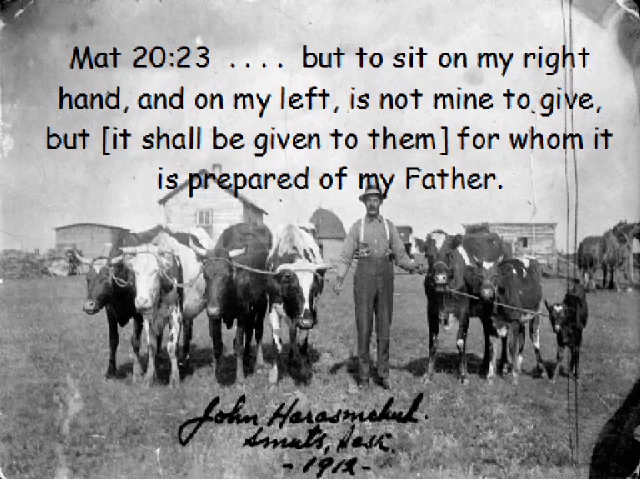 Mat 20:23 .... but to sit on my right
hand, and on my left, is not mine to give,
but [it shall be given to them] for whom it
is prepared of my Father.
John Harasmchuk.
Smuts, Sask.
-1912-